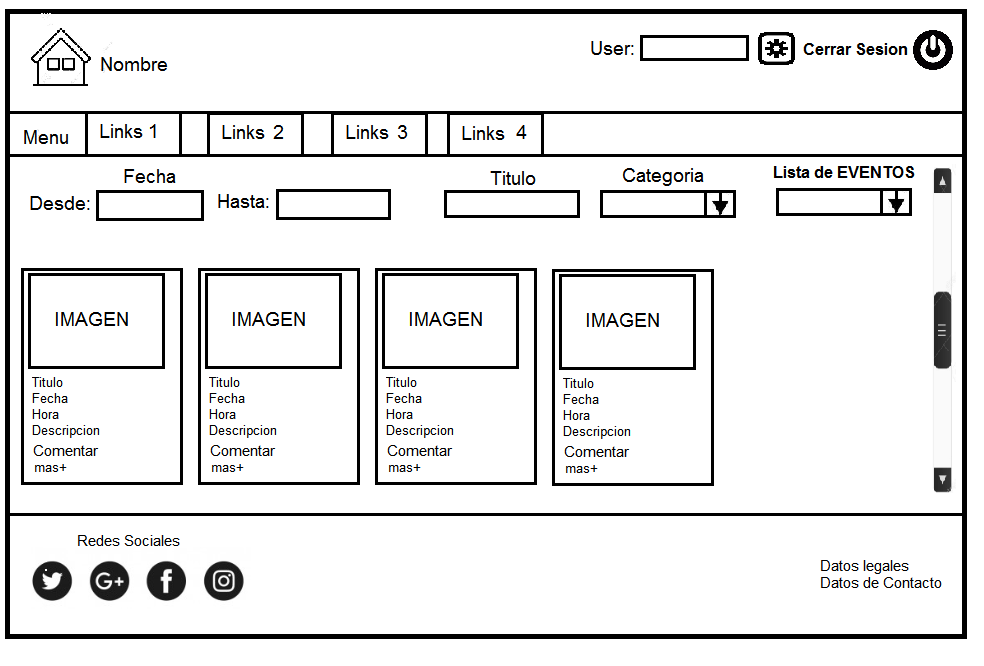 Nombre
User:
Cerrar Sesion
Menu
Links 1
Links 2
Links 3
Links 4
Fecha
Desde:
Hasta:
Titulo
Categoria
Lista de EVENTOS
IMAGEN
Titulo
Fecha
Hora
Descripcion
Comentar
mas+
IMAGEN
Titulo
Fecha
Hora
Descripcion
Comentar
mas+
IMAGEN
Titulo
Fecha
Hora
Descripcion
Comentar
mas+
IMAGEN
Titulo
Fecha
Hora
Descripcion
Comentar
mas+
Redes Sociales
G+
Datos legales
Datos de Contacto